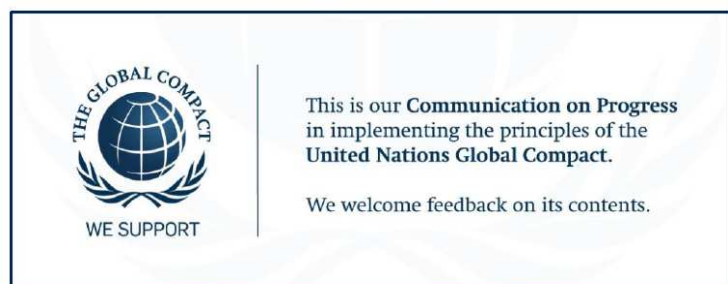 THE GLOBAL COMPACT
WE SUPPORT
This is our Communication on Progress
in implementing the principles of the
United Nations Global Compact.
We welcome feedback on its contents.